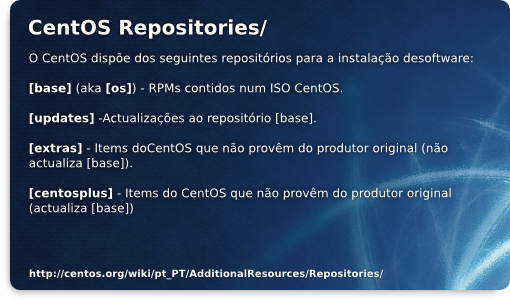 CentOS Repositories/
O CentOS dispõe dos seguintes repositórios para a instalação desoftware:
[base] (aka [os]) - RPMs contidos num ISO CentOS.
[updates] -Actualizações ao repositório [base].
[extras] - Items doCentOS que não provêm do produtor original (não
actualiza [base]).
[centosplus] - Items do CentOS que não provêm do produtor original
(actualiza [base])
http://centos.org/wiki/pt_PT/AdditionalResources/Repositories/